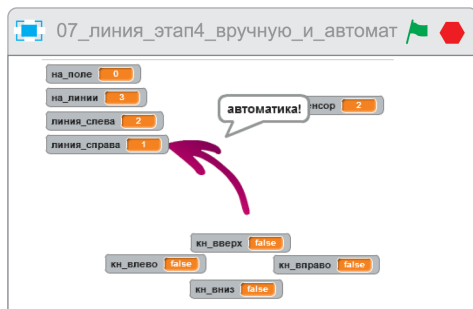 07_линия_этап4_вручную_и_автомат
на_поле 0
на_линии 3
автоматика!
енсор 2
линия_слева 2
линия_справа 1
кн_вверх false
кн_влево false
кн_вправо false
кн_вниз false